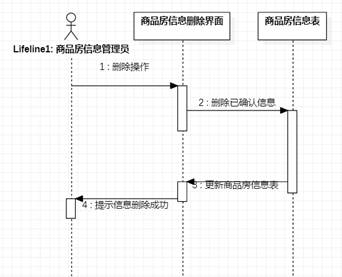 商品房信息删除界面
商品房信息表
Lifeline1: 商品房信息管理员
1 : 删除操作
2 : 删除已确认信息
3 : 更新商品房信息表
4 : 提示信息删除成功